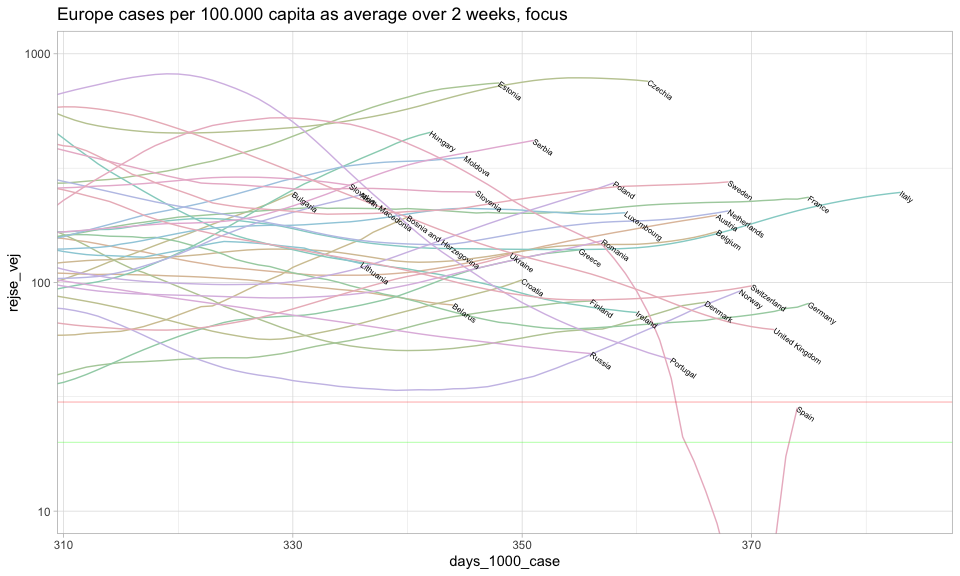 Europe cases per 100.000 capita as average over 2 weeks, focus
1000
Estonia
Czechia
Hungary
Serbia
Moldova
Poland
Sweden
Slovakia
Bulgaria
North Macedonia
Slovenia
France
Italy
Luxembourg
Netherlands
Austria
Bosnia and Herzegovina
Belgium
Romania
Greece
Ukraine
Lithuania
100
Croatia
Switzerland
Norway
Belarus
Finland
Ireland
Denmark
Germany
United Kingdom
Russia
Portugal
Spain
10
rejse_vej
310
330
350
370
days_1000_case